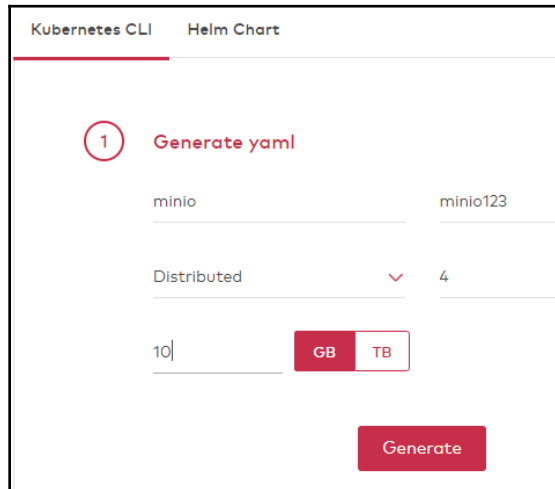 Kubernetes CLI Helm Chart
1 Generate yaml
minio minio123
Distributed 4
10 GB TB
Generate